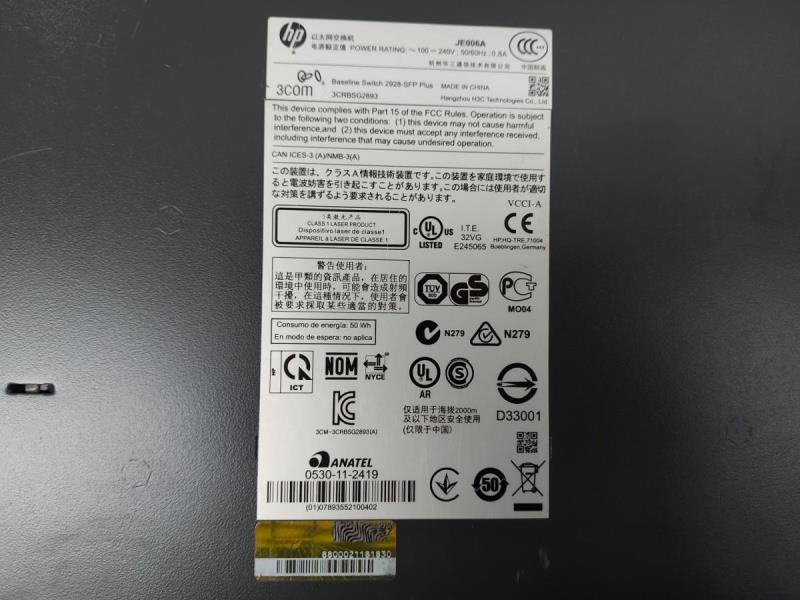 hp
以太网交换机
JE006A
电源额定值 POWER RATING: ～100－240V ; 50/60Hz ; 0.8A
杭州华三通信技术有限公司
中国制造
3COM
Baseline Switch 2928-SFP Plus
MADE IN CHINA
3CRBSG2893
Hangzhou H3C Technologies Co., Ltd
This device complies with Part 15 of the FCC Rules. Operation is subject
to the following two conditions: (1) this device may not cause harmful
interference,and (2) this device must accept any interference received,
including interference that may cause undesired operation.
CAN ICES-3 (A)/NMB-3(A)
この装置は、クラスA情報技術装置です。この装置を家庭環境で使用す
ると電波妨害を引き起こすことがあります。この場合には使用者が適切
な対策を講ずるよう要求されることがあります。
VCCI-A
1类激光产品
CLASS 1 LASER PRODUCT
Dispositivo láser de clase1
APPAREIL à LASER DE CLASSE 1
C UL US
LISTED
I.T.E.
32VG
E245065
CE
HP,HQ-TRE,71004
Boeblingen,Germany
警告使用者:
這是甲類的資訊產品，在居住的
環境中使用時，可能會造成射頻
干擾，在這種情況下，使用者會
被要求採取某些適當的對策。
TÜV
GS
MO04
Consumo de energía: 50 Wh
En modo de espera: no aplica
N279
N279
ICT
NOM
NYCE
UL
AR
S
D33001
3CM-3CRBSG2893(A)
仅适用于海拔2000m
及以下地区安全使用
(仅限于中国)
ANATEL
0530-11-2419
(01)07893552100402
50
8800021181830